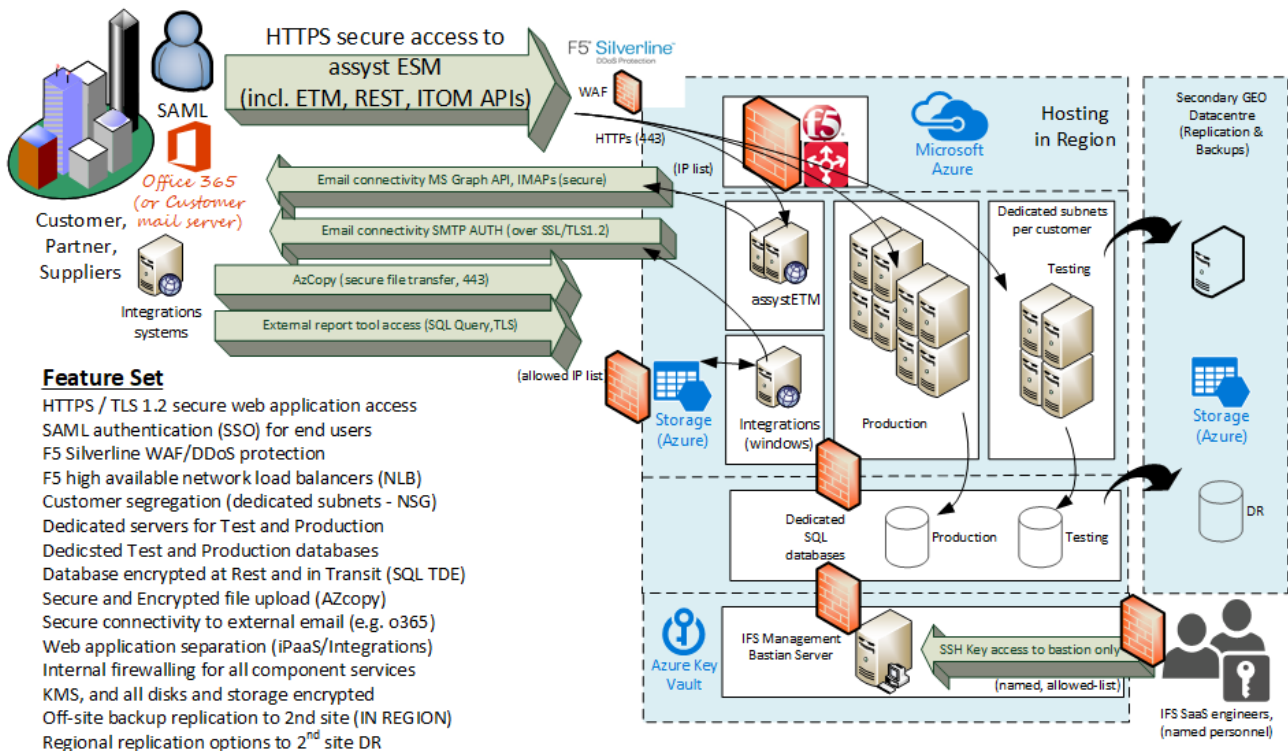 HTTPS secure access to
assyst ESM
(incl. ETM, REST, ITOM APIs)
SAML
Office 365
(or Customer
mail server)
Customer,
Partner,
Suppliers
Integrations
systems
Email connectivity MS Graph API, IMAPs (secure)
Email connectivity SMTP AUTH (over SSL/TLS1.2)
AzCopy (secure file transfer, 443)
External report tool access (SQL Query,TLS)
F5 Silverline
DDoS Protection
WAF
HTTPs (443)
(IP list)
f5
Microsoft
Azure
Hosting
in Region
Secondary GEO
Datacentre
(Replication &
Backups)
assystETM
Production
Dedicated subnets
per customer
Testing
(allowed IP list
Storage
(Azure)
Integrations
(windows)
Storage
(Azure)
Dedicated
SQL
databases
Production
Testing
DR
Azure Key
Vault
IFS Management
Bastian Server
SSH Key access to bastion only
(named, allowed-list)
IFS SaaS engineers,
(named personnel)
Feature Set
HTTPS / TLS 1.2 secure web application access
SAML authentication (SSO) for end users
F5 Silverline WAF/DDoS protection
F5 high available network load balancers (NLB)
Customer segregation (dedicated subnets - NSG)
Dedicated servers for Test and Production
Dedicsted Test and Production databases
Database encrypted at Rest and in Transit (SQL TDE)
Secure and Encrypted file upload (AZcopy)
Secure connectivity to external email (e.g. o365)
Web application separation (iPaaS/Integrations)
Internal firewalling for all component services
KMS, and all disks and storage encrypted
Off-site backup replication to 2nd site (IN REGION)
Regional replication options to 2nd site DR